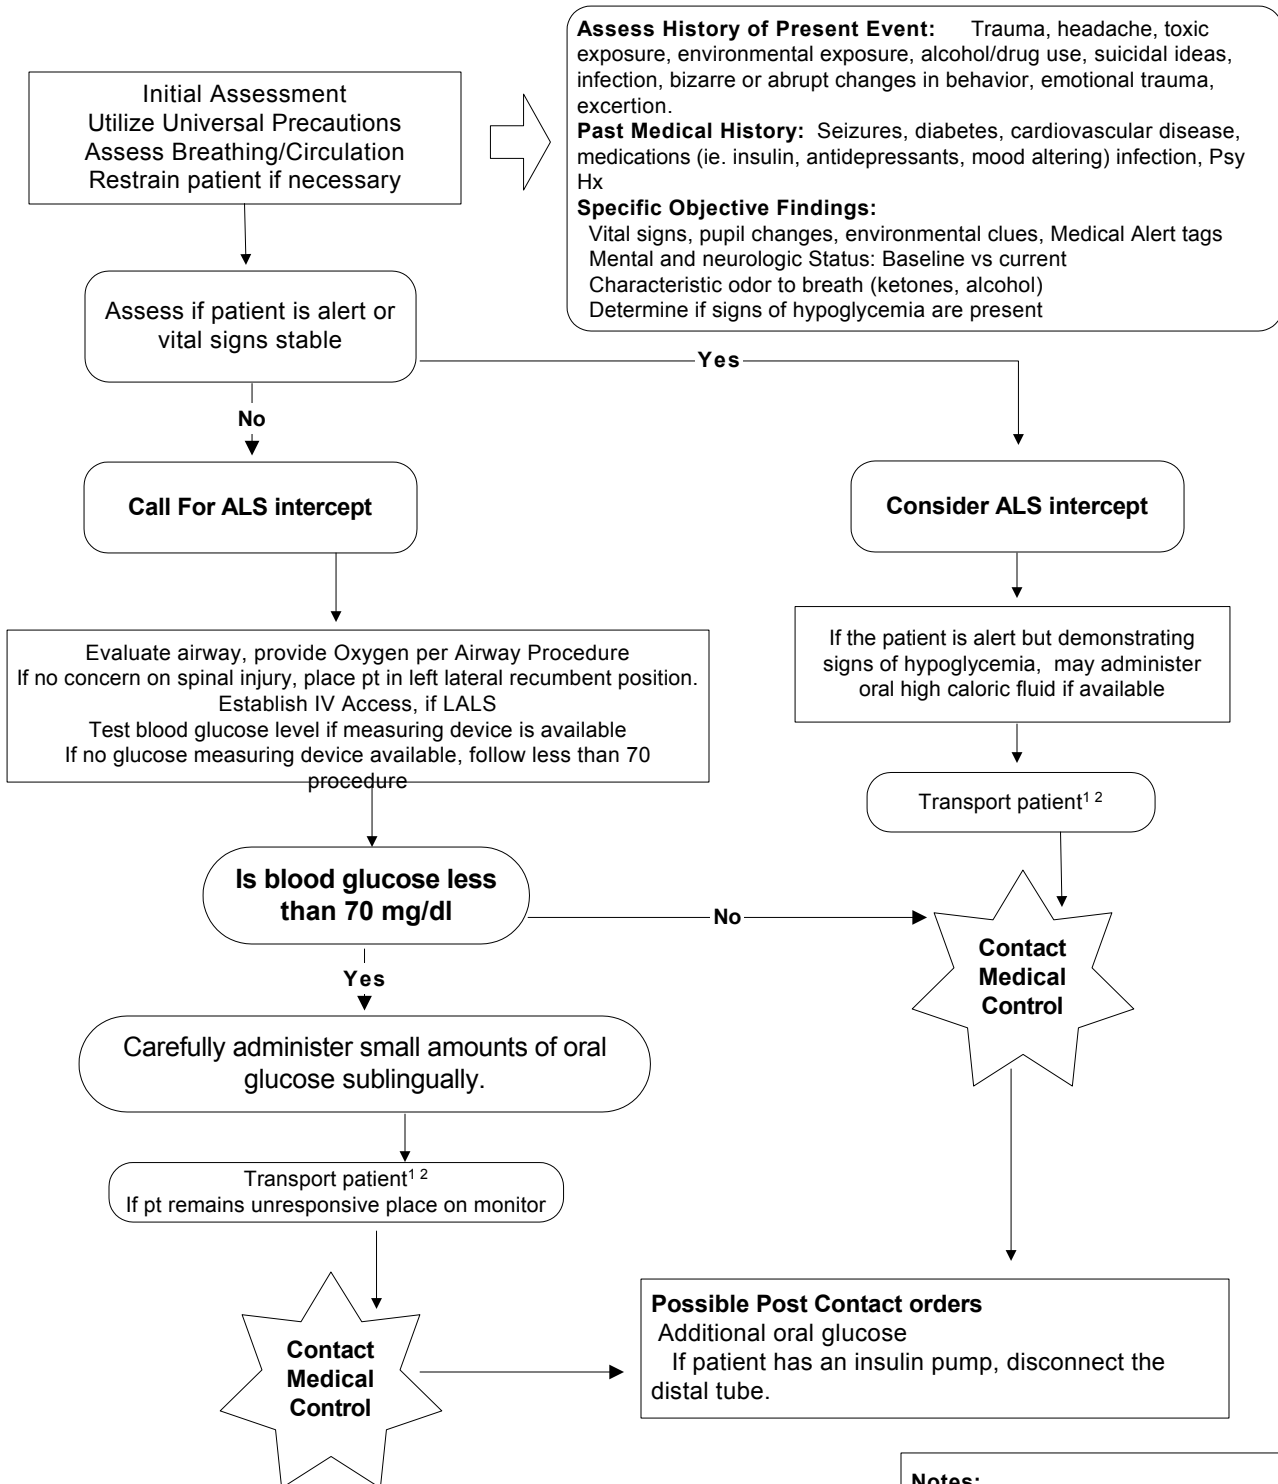 Initial Assessment
Utilize Universal Precautions
Assess Breathing/Circulation
Restrain patient if necessary
Assess History of Present Event: Trauma, headache, toxic
exposure, environmental exposure, alcohol/drug use, suicidal ideas,
infection, bizarre or abrupt changes in behavior, emotional trauma,
excertion.
Past Medical History: Seizures, diabetes, cardiovascular disease,
medications (ie. insulin, antidepressants, mood altering) infection, Psy
Hx
Specific Objective Findings:
Vital signs, pupil changes, environmental clues, Medical Alert tags
Mental and neurologic Status: Baseline vs current
Characteristic odor to breath (ketones, alcohol)
Determine if signs of hypoglycemia are present
Assess if patient is alert or
vital signs stable
Yes
No
Call For ALS intercept
Consider ALS intercept
Evaluate airway, provide Oxygen per Airway Procedure
If no concern on spinal injury, place pt in left lateral recumbent position.
Establish IV Access, if LALS
Test blood glucose level if measuring device is available
If no glucose measuring device available, follow less than 70
procedure
If the patient is alert but demonstrating
signs of hypoglycemia, may administer
oral high caloric fluid if available
Transport patient¹ ²
Is blood glucose less
than 70 mg/dl
No
Contact
Medical
Control
Yes
Carefully administer small amounts of oral
glucose sublingually.
Transport patient¹ ²
If pt remains unresponsive place on monitor
Contact
Medical
Control
Possible Post Contact orders
Additional oral glucose
If patient has an insulin pump, disconnect the
distal tube.
Notes: